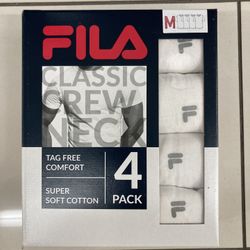 FILA
M
CLASSIC
CREW
NECK
TAG FREE
COMFORT
SUPER
SOFT COTTON
4
PACK